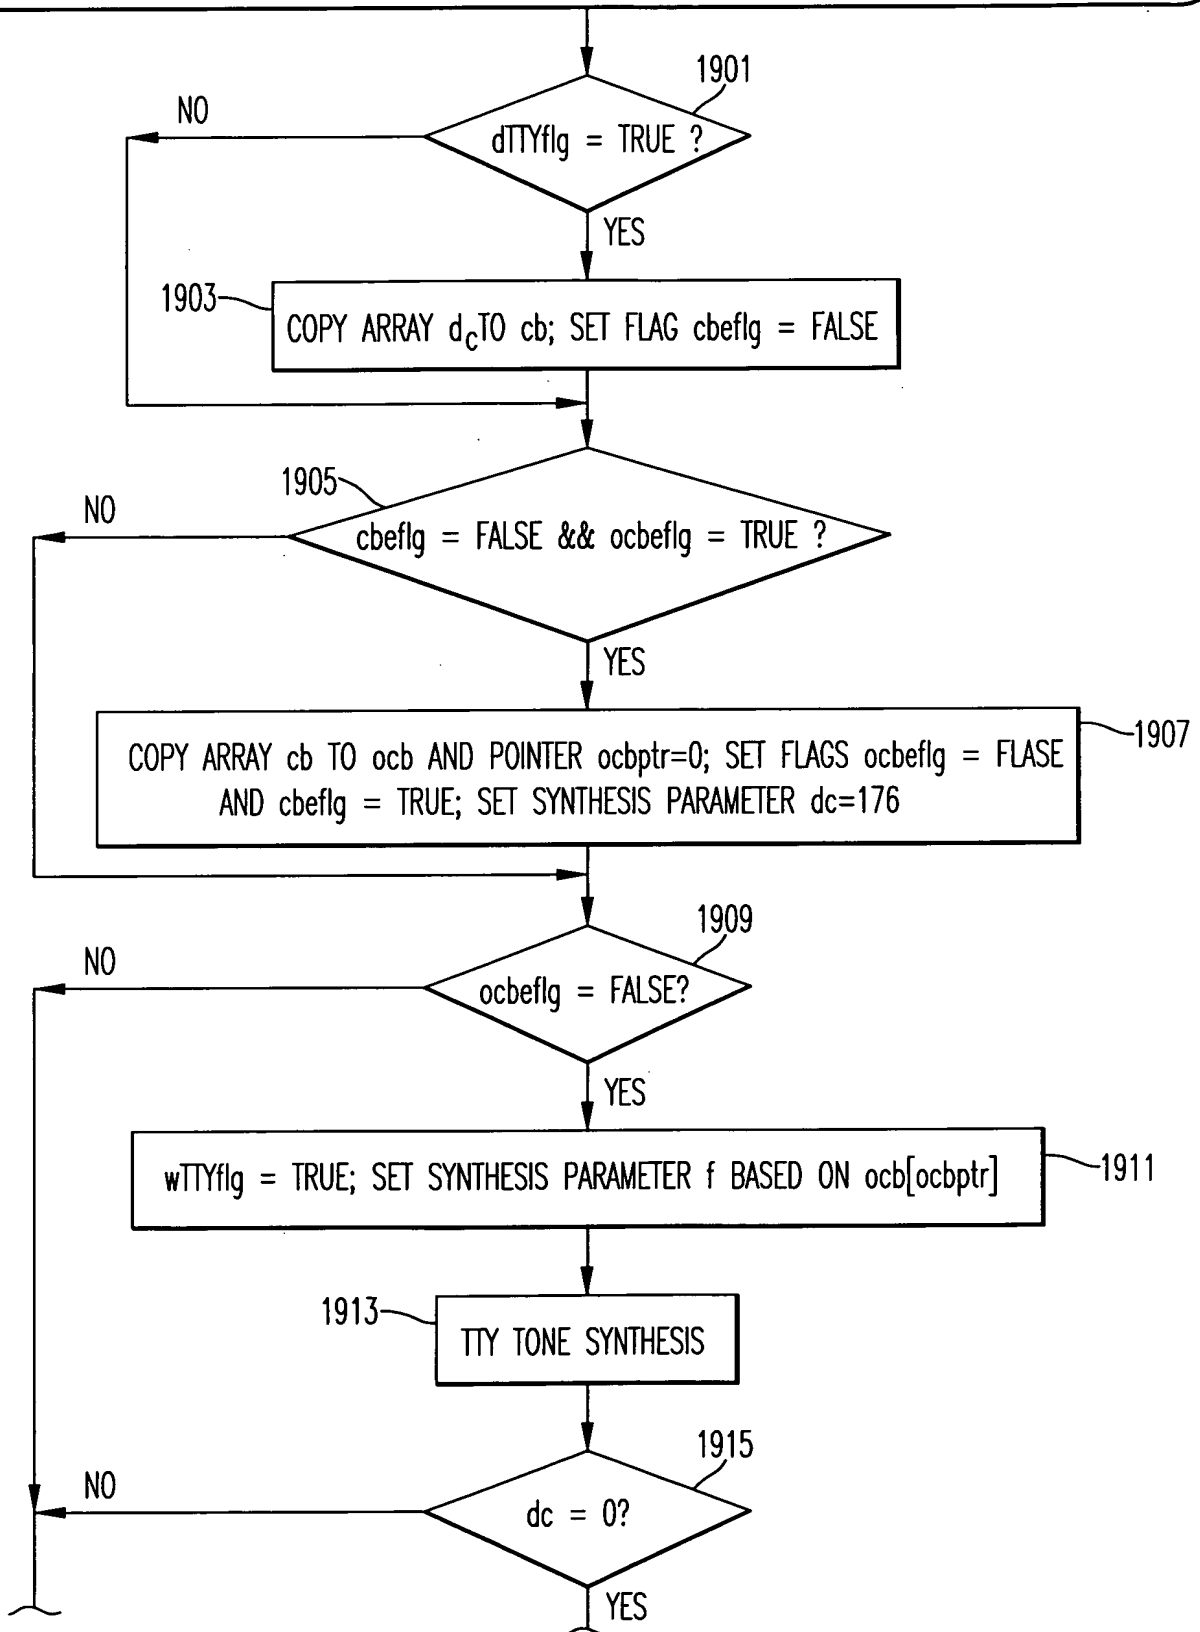 1901
NO
dTTYflg = TRUE ?
YES
1903
COPY ARRAY dc TO cb; SET FLAG cbeflg = FALSE
1905
NO
cbeflg = FALSE && ocbeflg = TRUE ?
YES
1907
COPY ARRAY cb TO ocb AND POINTER ocbptr=0; SET FLAGS ocbeflg = FLASE
AND cbeflg = TRUE; SET SYNTHESIS PARAMETER dc=176
1909
NO
ocbeflg = FALSE?
YES
wTTYflg = TRUE; SET SYNTHESIS PARAMETER f BASED ON ocb[ocbptr]
1911
1913
TTY TONE SYNTHESIS
1915
NO
dc = 0?
YES